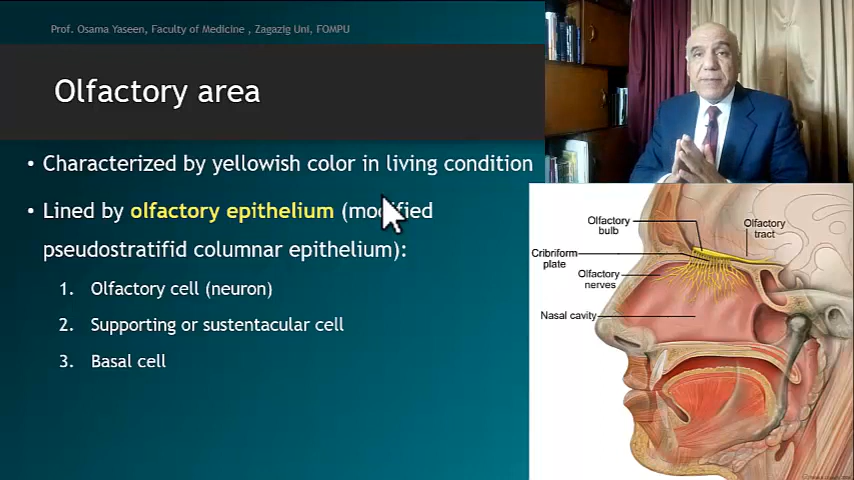 Prof. Osama Yaseen, Faculty of Medicine , Zagazig Uni, FOMPU
Olfactory area
• Characterized by yellowish color in living condition
• Lined by olfactory epithelium (modified
pseudostratifid columnar epithelium):
1. Olfactory cell (neuron)
2. Supporting or sustentacular cell
3. Basal cell
Olfactory
bulb
Olfactory
tract
Cribriform
plate
Olfactory
nerves
Nasal cavity